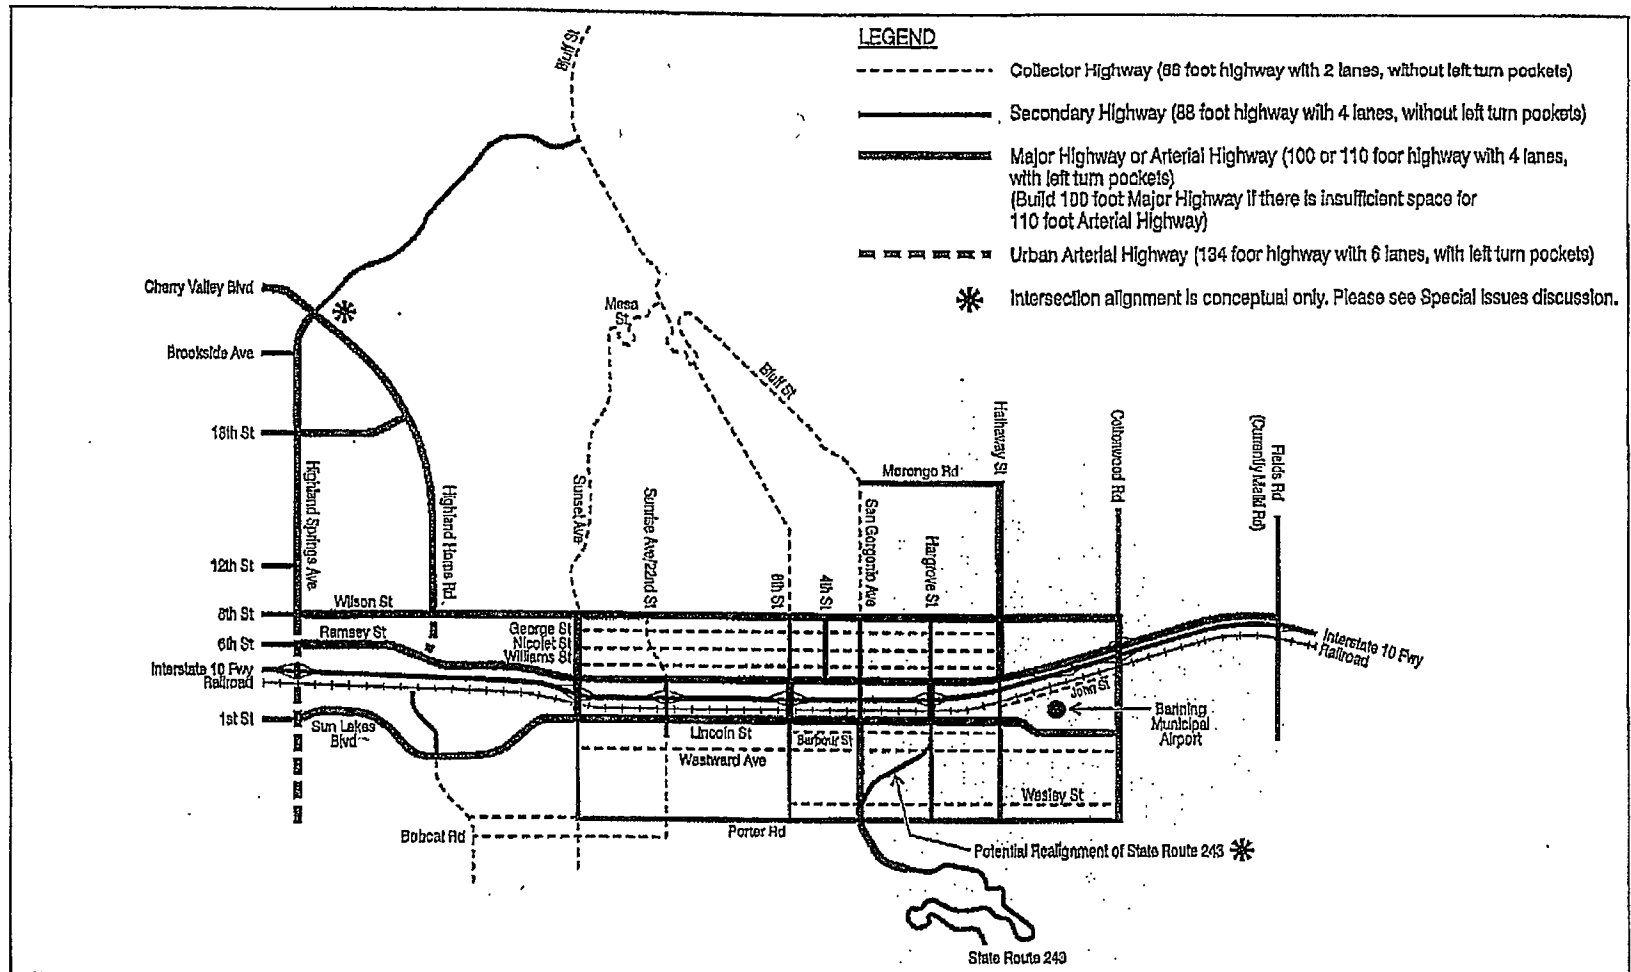 LEGEND
Collector Highway (66 foot highway with 2 lanes, without left turn pockets)
Secondary Highway (88 foot highway with 4 lanes, without left turn pockets)
Major Highway or Arterial Highway (100 or 110 foor highway with 4 lanes,
with left turn pockets)
(Build 100 foot Major Highway if there is insufficient space for
110 foot Arterial Highway)
Urban Arterial Highway (134 foor highway with 6 lanes, with left turn pockets)
Intersection alignment is conceptual only. Please see Special Issues discussion.
Bluff St
Cherry Valley Blvd
Mesa
St
Brookside Ave
Bluff St
18th St
Highland Springs Ave
Highland Home Rd
Sunset Ave
Sunrise Ave/22nd St
Morongo Rd
Hathaway St
Cottonwood Rd
Fields Rd
(Currently Malki Rd)
San Gorgonio Ave
Hargrove St
8th St
4th St
12th St
Wilson St
8th St
Ramsey St
6th St
George St
Nicolet St
Williams St
Interstate 10 Fwy
Railroad
Interstate 10 Fwy
Railroad
John St
1st St
Sun Lakes
Blvd
Lincoln St
Barbour St
Westward Ave
Banning
Municipal
Airport
Wesley St
Bobcat Rd
Porter Rd
Potential Realignment of State Route 243
State Route 243